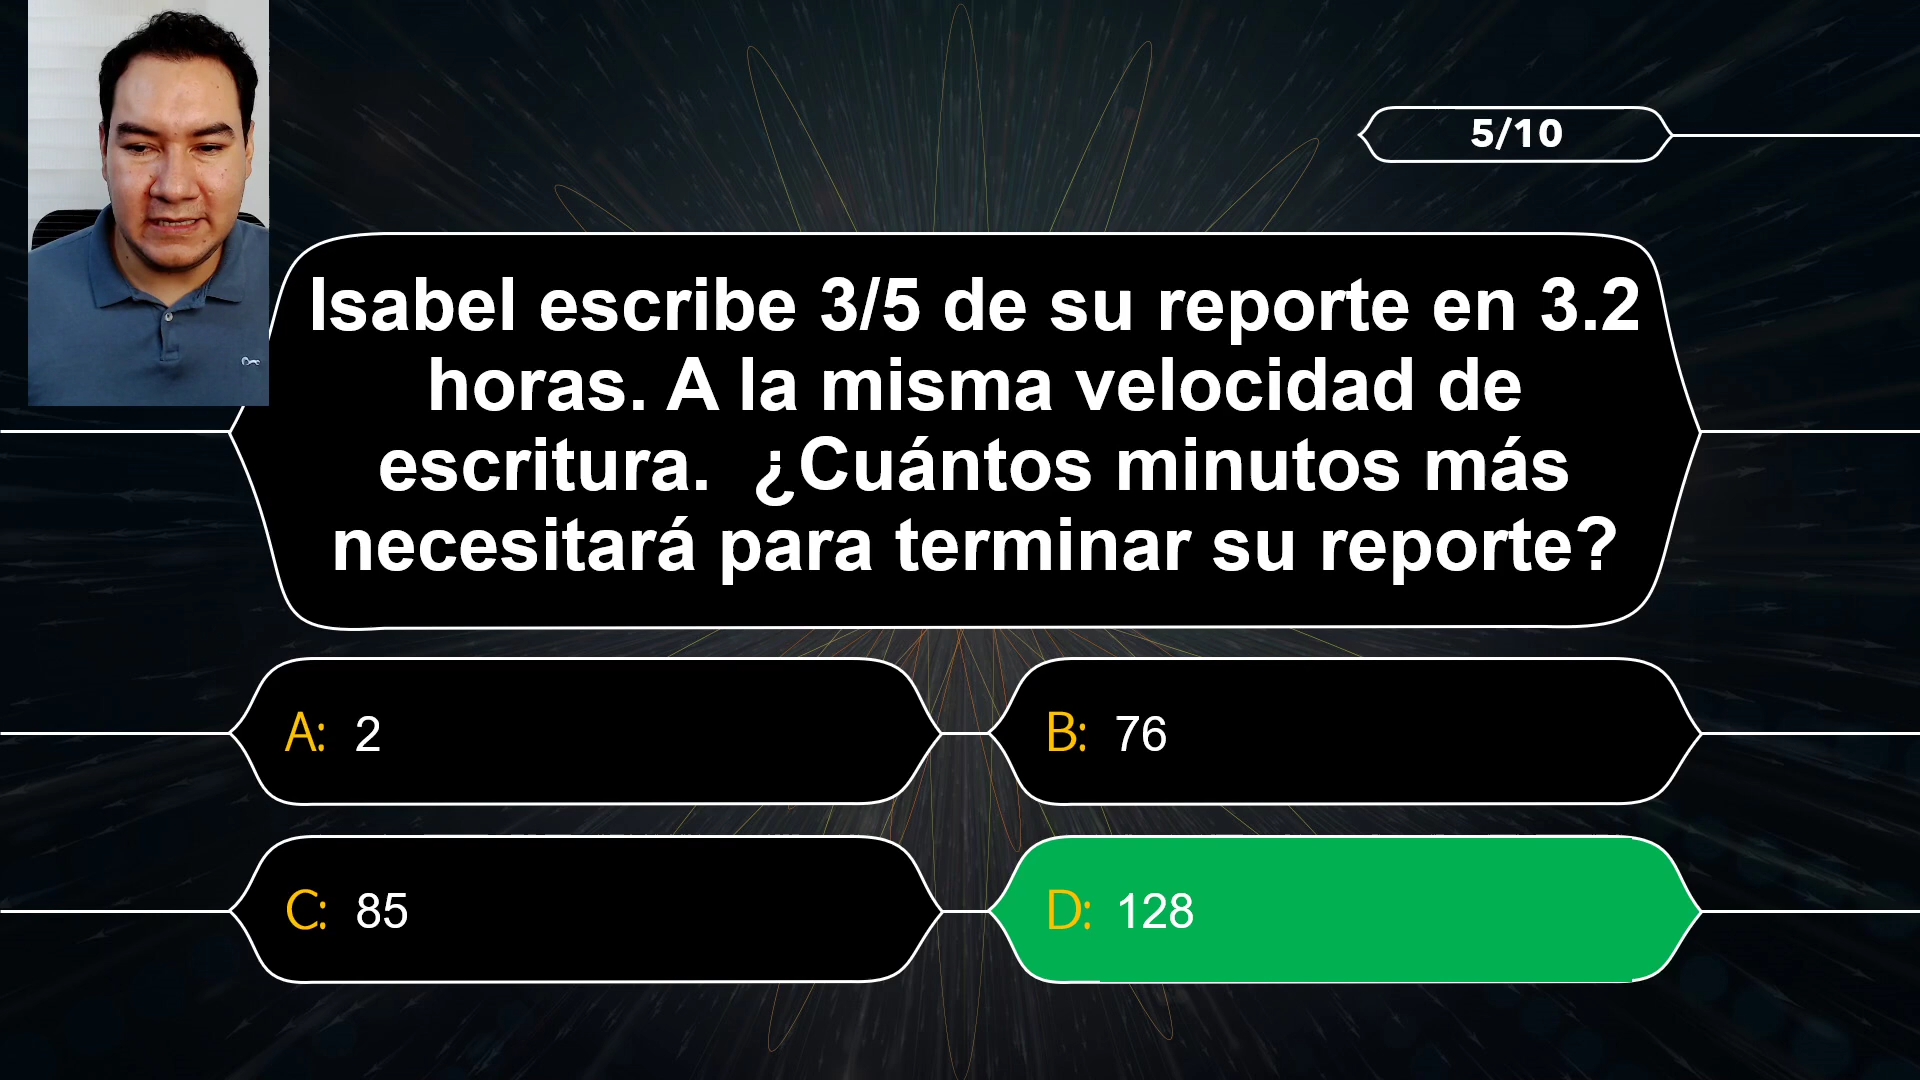 5/10
Isabel escribe 3/5 de su reporte en 3.2
horas. A la misma velocidad de
escritura.  ¿Cuántos minutos más
necesitará para terminar su reporte?
A: 2
B: 76
C: 85
D: 128